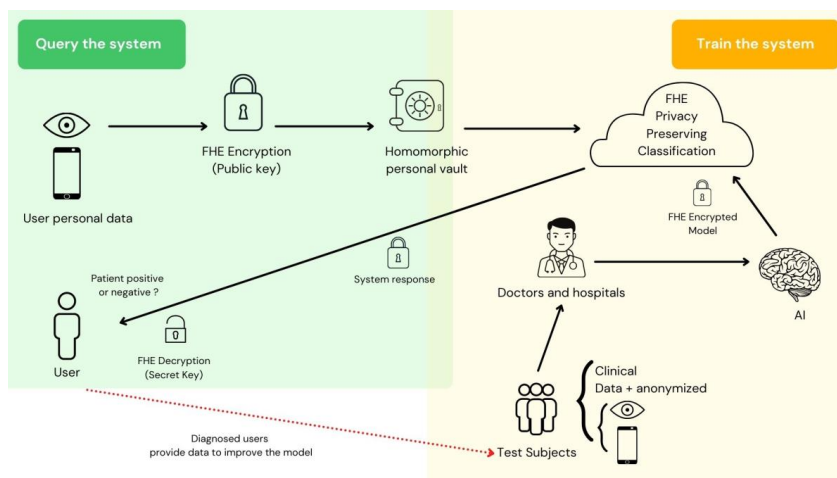 Query the system
Train the system
FHE
Privacy
Preserving
Classification
FHE Encryption
(Public key)
Homomorphic
personal vault
User personal data
FHE Encrypted
Model
System response
Doctors and hospitals
AI
Patient positive
or negative ?
FHE Decryption
(Secret Key)
User
Clinical
Data + anonymized
Test Subjects
Diagnosed users
provide data to improve the model